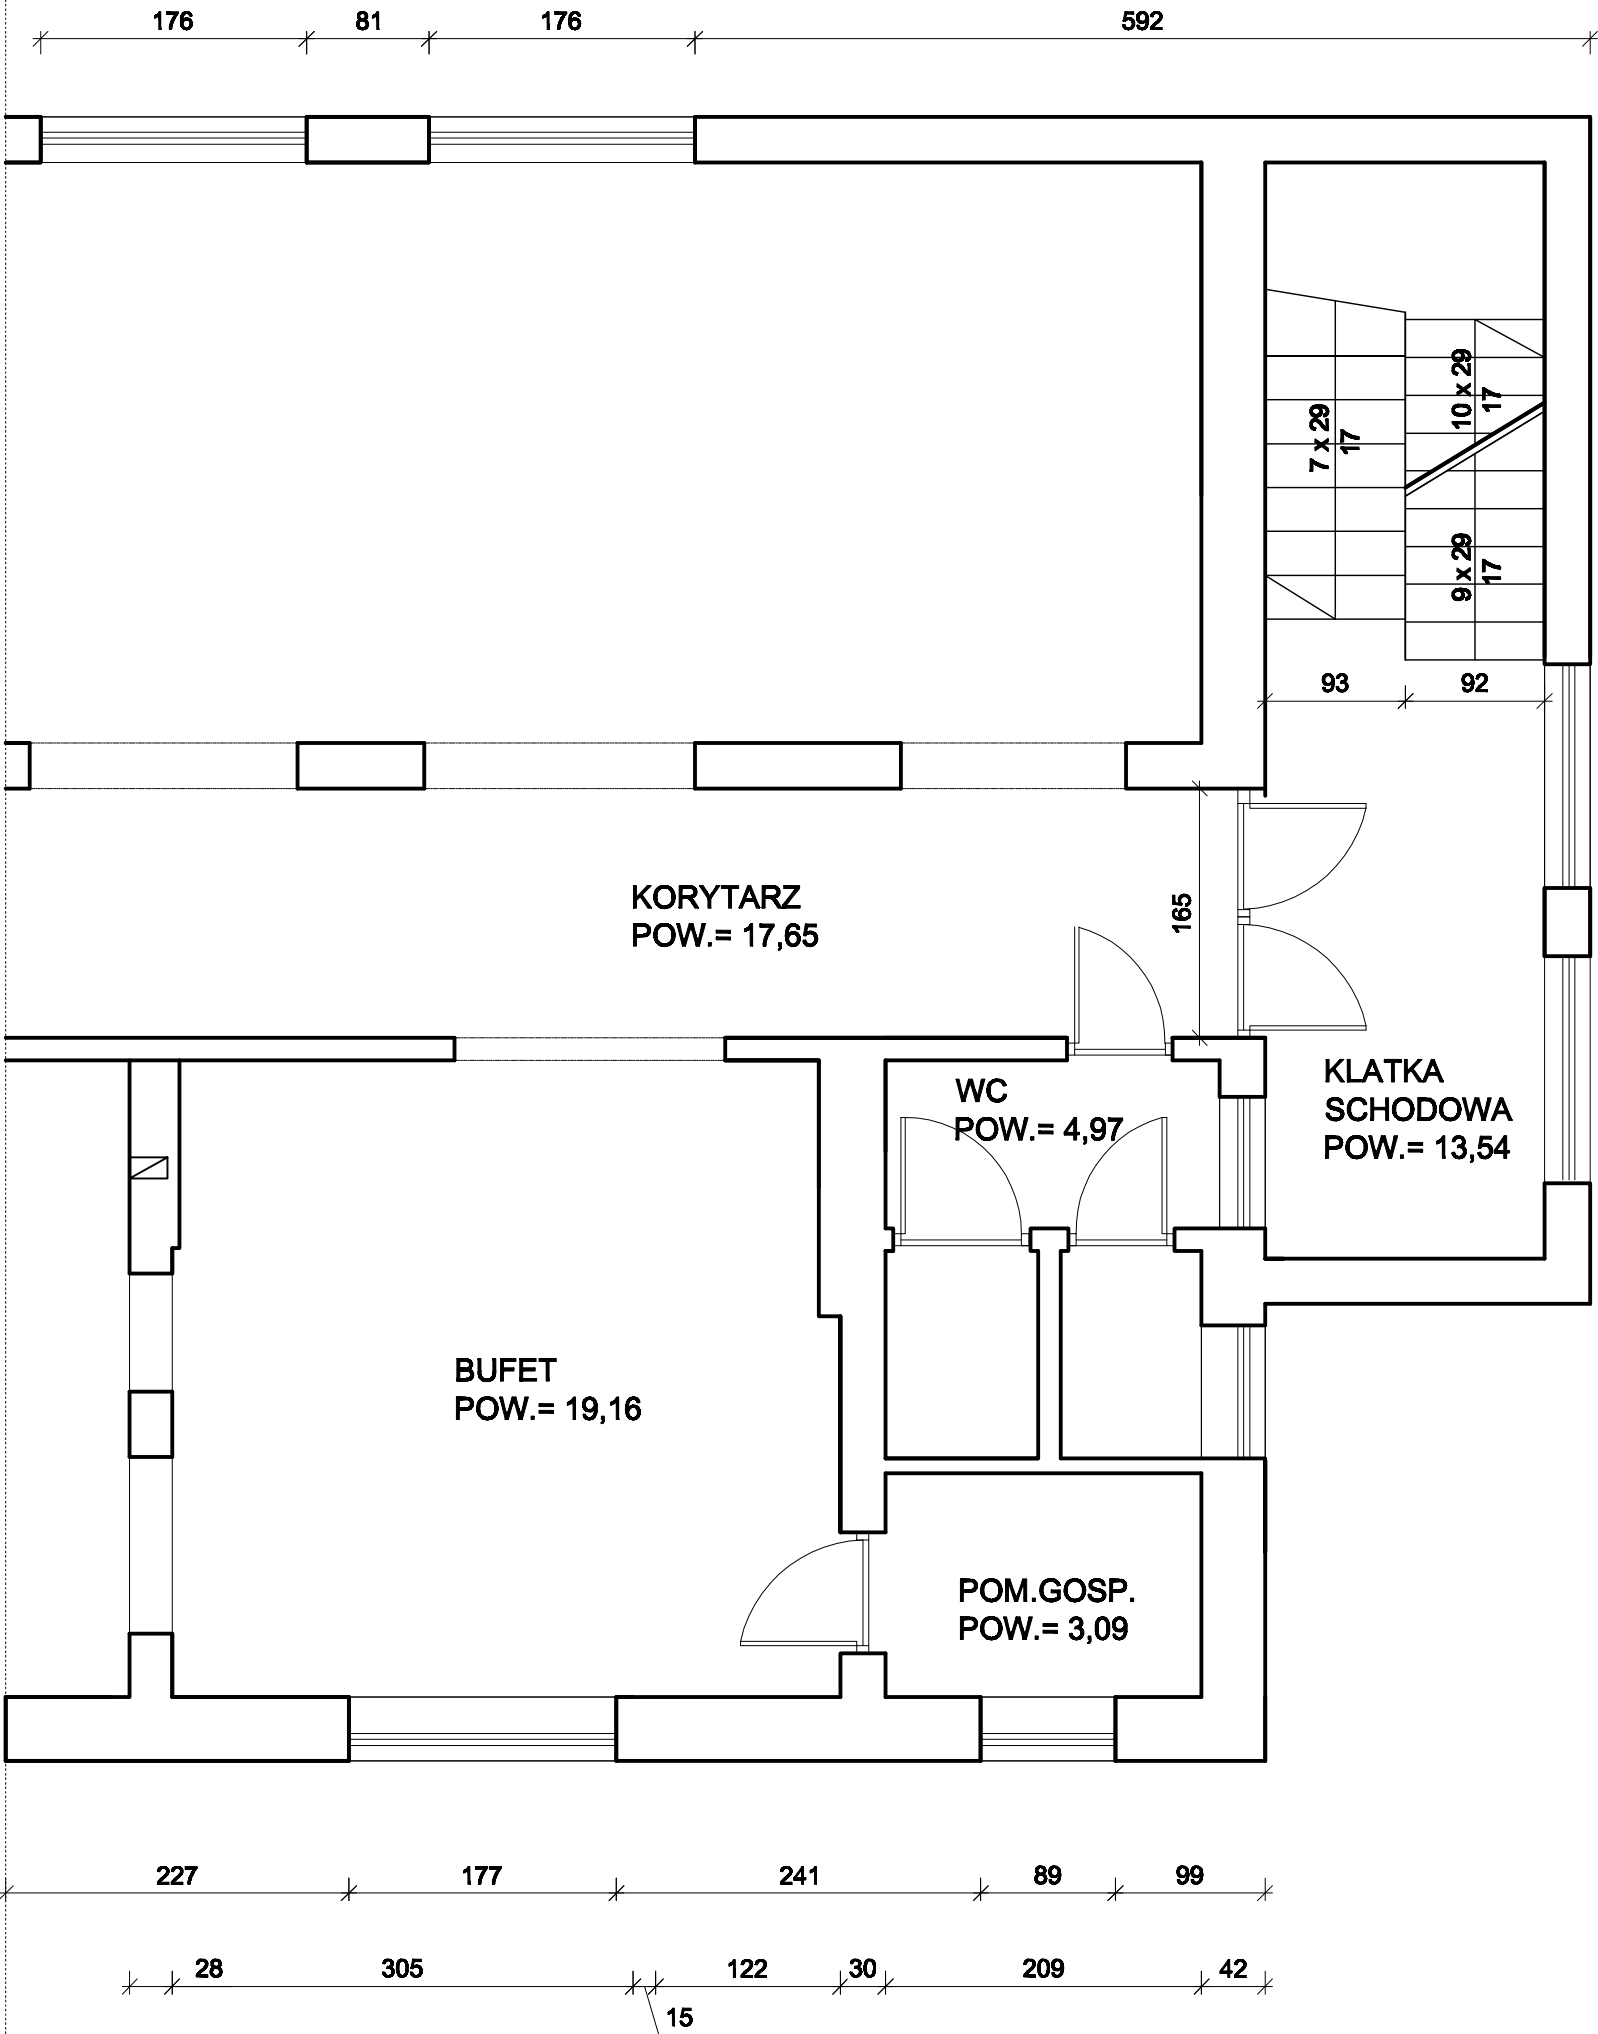 176 81 176 592
7 x 29
17
10 x 29
17
9 x 29
17
93 92
165
KORYTARZ
POW.= 17,65
KLATKA
SCHODOWA
POW.= 13,54
WC
POW.= 4,97
BUFET
POW.= 19,16
POM.GOSP.
POW.= 3,09
227 177 241 89 99
28 305 122 30 209 42
15